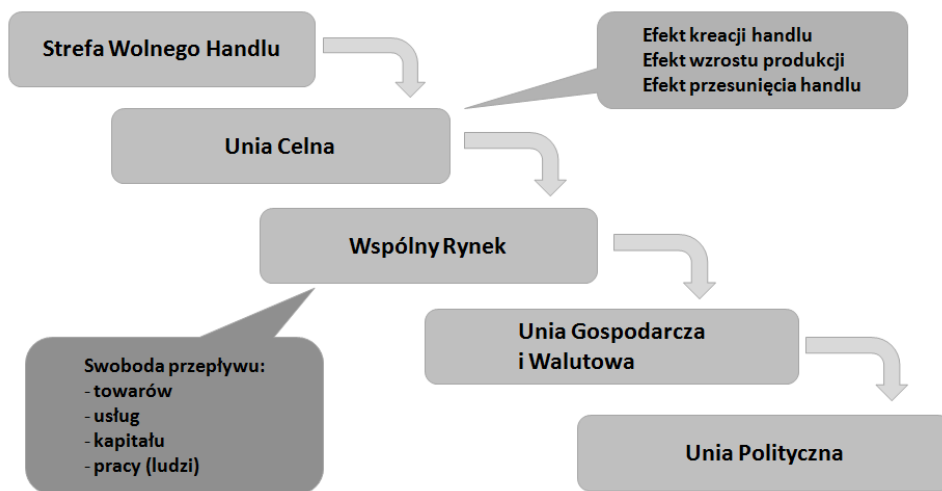 Strefa Wolnego Handlu
Efekt kreacji handlu
Efekt wzrostu produkcji
Efekt przesunięcia handlu
Unia Celna
Wspólny Rynek
Unia Gospodarcza
i Walutowa
Swoboda przepływu:
- towarów
- usług
- kapitału
- pracy (ludzi)
Unia Polityczna